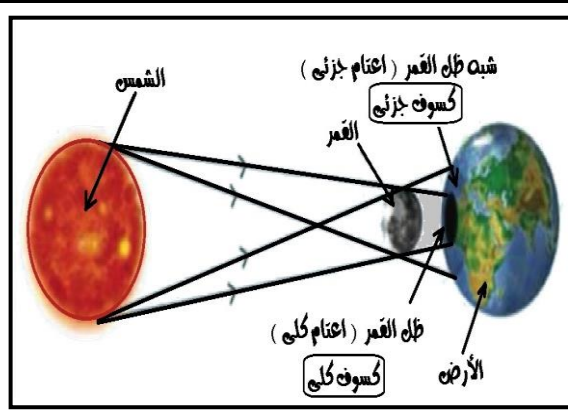 شبه ظل القمر ( اعتام جزئى )
كسوف جزئى
الشمس
القمر
ظل القمر ( اعتام كلى )
كسوف كلى
الأرض